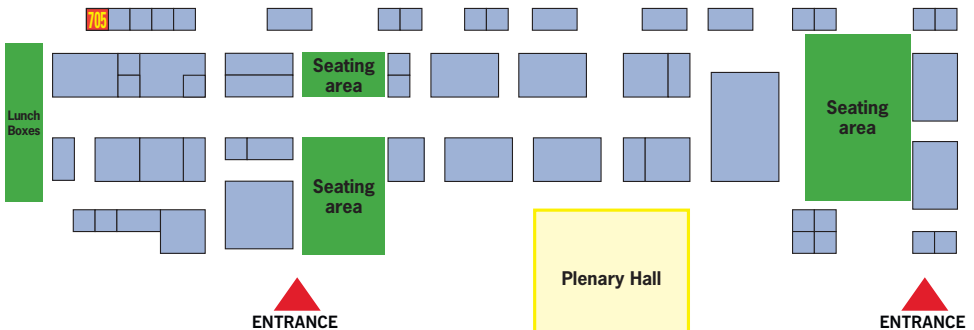 705
Seating
area
Lunch
Boxes
Seating
area
Seating
area
Plenary Hall
ENTRANCE
ENTRANCE